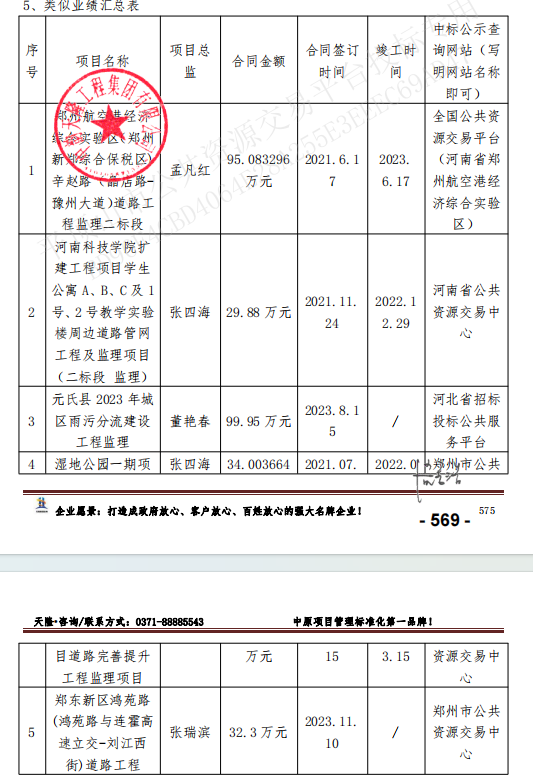 5、类似业绩汇总表
序号 项目名称 项目总监 合同金额 合同签订时间 竣工时间 中标公示查询网站（写明网站名称即可）
1 郑州航空港经济综合实验区(郑州新郑综合保税区)辛赵路（晶店路-豫州大道)道路工程监理二标段 孟凡红 95.083296万元 2021.6.17 2023.6.17 全国公共资源交易平台（河南省郑州航空港经济综合实验区）
2 河南科技学院扩建工程项目学生公寓A、B、C及1号、2号教学实验楼周边道路管网工程及监理项目（二标段 监理） 张四海 29.88万元 2021.11.24 2022.12.29 河南省公共资源交易中心
3 元氏县2023年城区雨污分流建设工程监理 董艳春 99.95万元 2023.8.15 / 河北省招标投标公共服务平台
4 湿地公园一期项 张四海 34.003664 2021.07. 2022.0 郑州市公共
企业愿景：打造成政府放心、客户放心、百姓放心的强大名牌企业！
- 569 - 575
天隆·咨询/联系方式：0371-88885543 中原项目管理标准化第一品牌！
目道路完善提升工程监理项目 万元 15 3.15 资源交易中心
5 郑东新区鸿苑路(鸿苑路与连霍高速立交-刘江西街)道路工程 张瑞滨 32.3万元 2023.11.10 / 郑州市公共资源交易中心